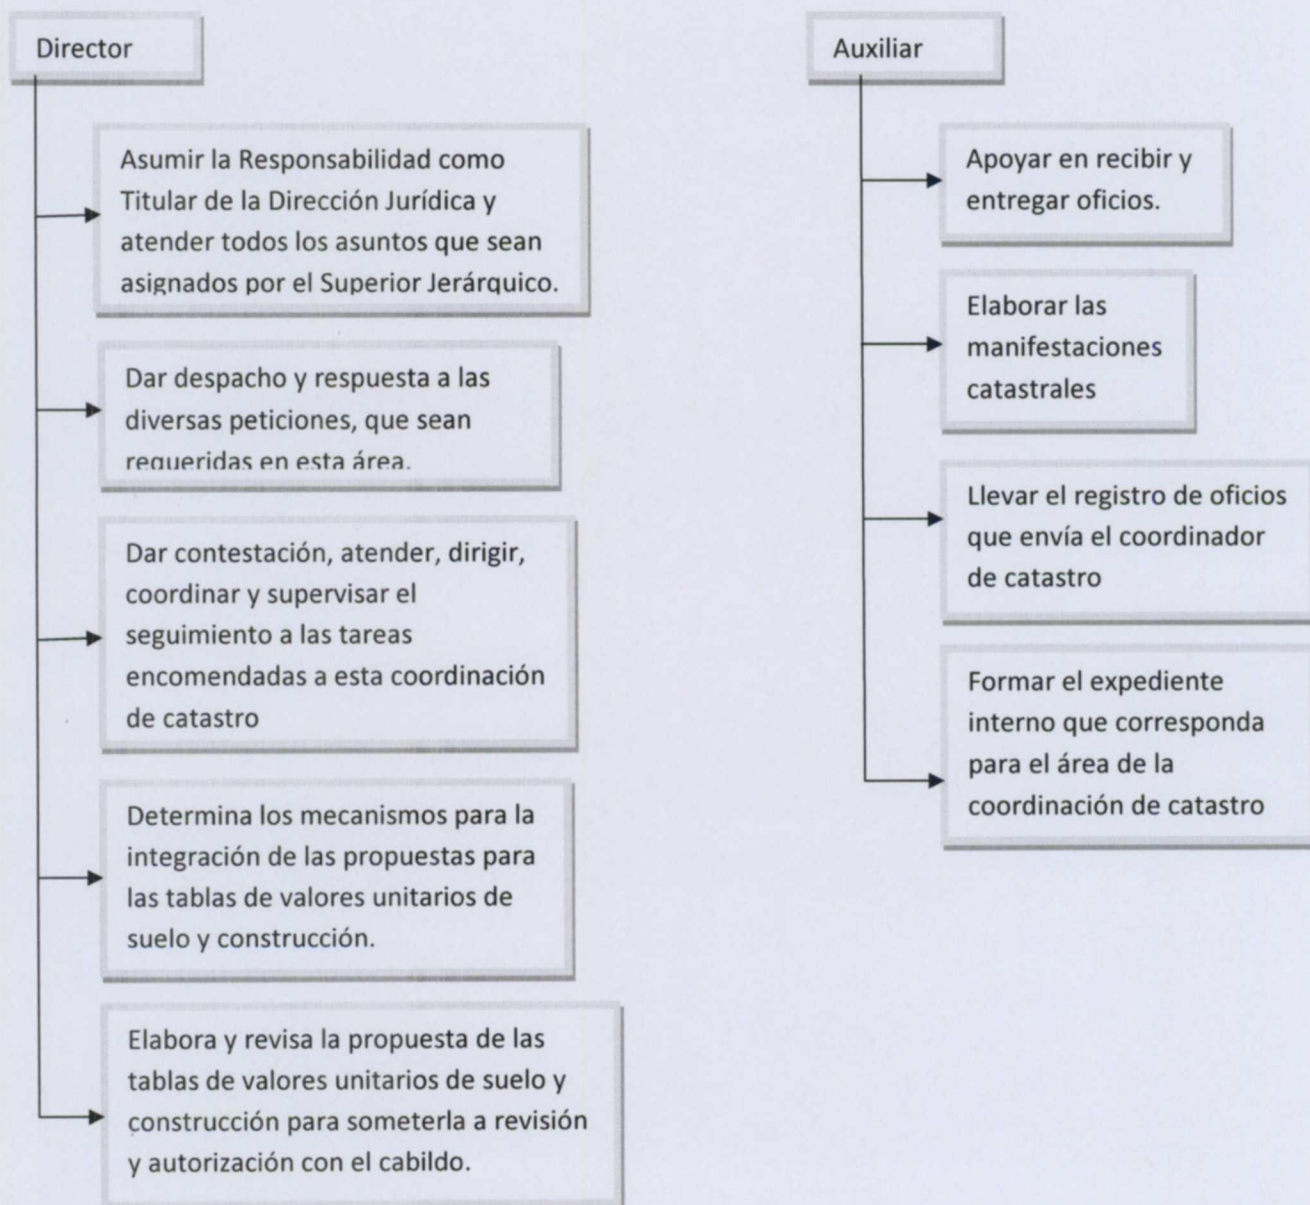 Director
Asumir la Responsabilidad como
Titular de la Dirección Jurídica y
atender todos los asuntos que sean
asignados por el Superior Jerárquico.
Dar despacho y respuesta a las
diversas peticiones, que sean
requeridas en esta área.
Dar contestación, atender, dirigir,
coordinar y supervisar el
seguimiento a las tareas
encomendadas a esta coordinación
de catastro
Determina los mecanismos para la
integración de las propuestas para
las tablas de valores unitarios de
suelo y construcción.
Elabora y revisa la propuesta de las
tablas de valores unitarios de suelo y
construcción para someterla a revisión
y autorización con el cabildo.
Auxiliar
Apoyar en recibir y
entregar oficios.
Elaborar las
manifestaciones
catastrales
Llevar el registro de oficios
que envía el coordinador
de catastro
Formar el expediente
interno que corresponda
para el área de la
coordinación de catastro